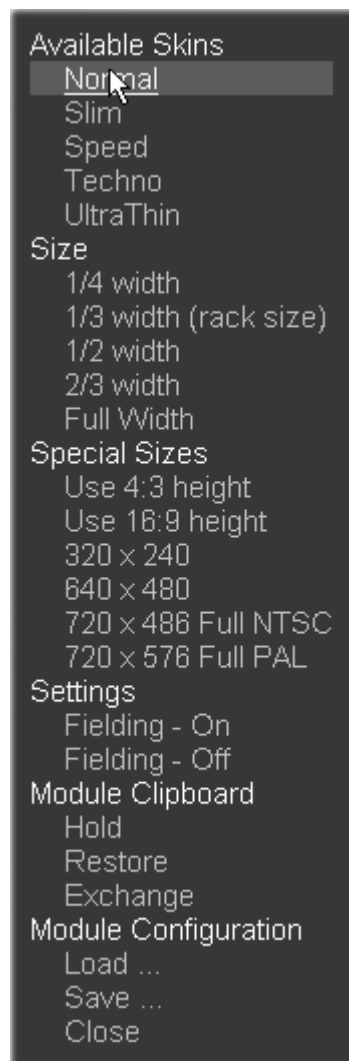 Available Skins
Normal
Slim
Speed
Techno
UltraThin
Size
1/4 width
1/3 width (rack size)
1/2 width
2/3 width
Full Width
Special Sizes
Use 4:3 height
Use 16:9 height
320 x 240
640 x 480
720 x 486 Full NTSC
720 x 576 Full PAL
Settings
Fielding - On
Fielding - Off
Module Clipboard
Hold
Restore
Exchange
Module Configuration
Load ...
Save ...
Close